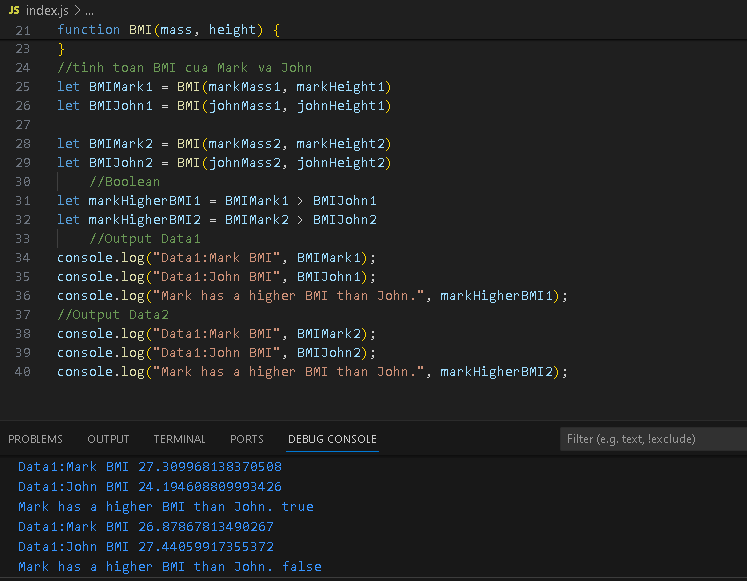 JS index.js > ...
21 function BMI(mass, height) {
23 }
24 //tinh toan BMI cua Mark va John
25 let BMIMark1 = BMI(markMass1, markHeight1)
26 let BMIJohn1 = BMI(johnMass1, johnHeight1)
27
28 let BMIMark2 = BMI(markMass2, markHeight2)
29 let BMIJohn2 = BMI(johnMass2, johnHeight2)
30 //Boolean
31 let markHigherBMI1 = BMIMark1 > BMIJohn1
32 let markHigherBMI2 = BMIMark2 > BMIJohn2
33 //Output Data1
34 console.log("Data1:Mark BMI", BMIMark1);
35 console.log("Data1:John BMI", BMIJohn1);
36 console.log("Mark has a higher BMI than John.", markHigherBMI1);
37 //Output Data2
38 console.log("Data1:Mark BMI", BMIMark2);
39 console.log("Data1:John BMI", BMIJohn2);
40 console.log("Mark has a higher BMI than John.", markHigherBMI2);
PROBLEMS OUTPUT TERMINAL PORTS DEBUG CONSOLE Filter (e.g. text, !exclude)
Data1:Mark BMI 27.309968138370508
Data1:John BMI 24.194608809993426
Mark has a higher BMI than John. true
Data1:Mark BMI 26.87867813490267
Data1:John BMI 27.44059917355372
Mark has a higher BMI than John. false